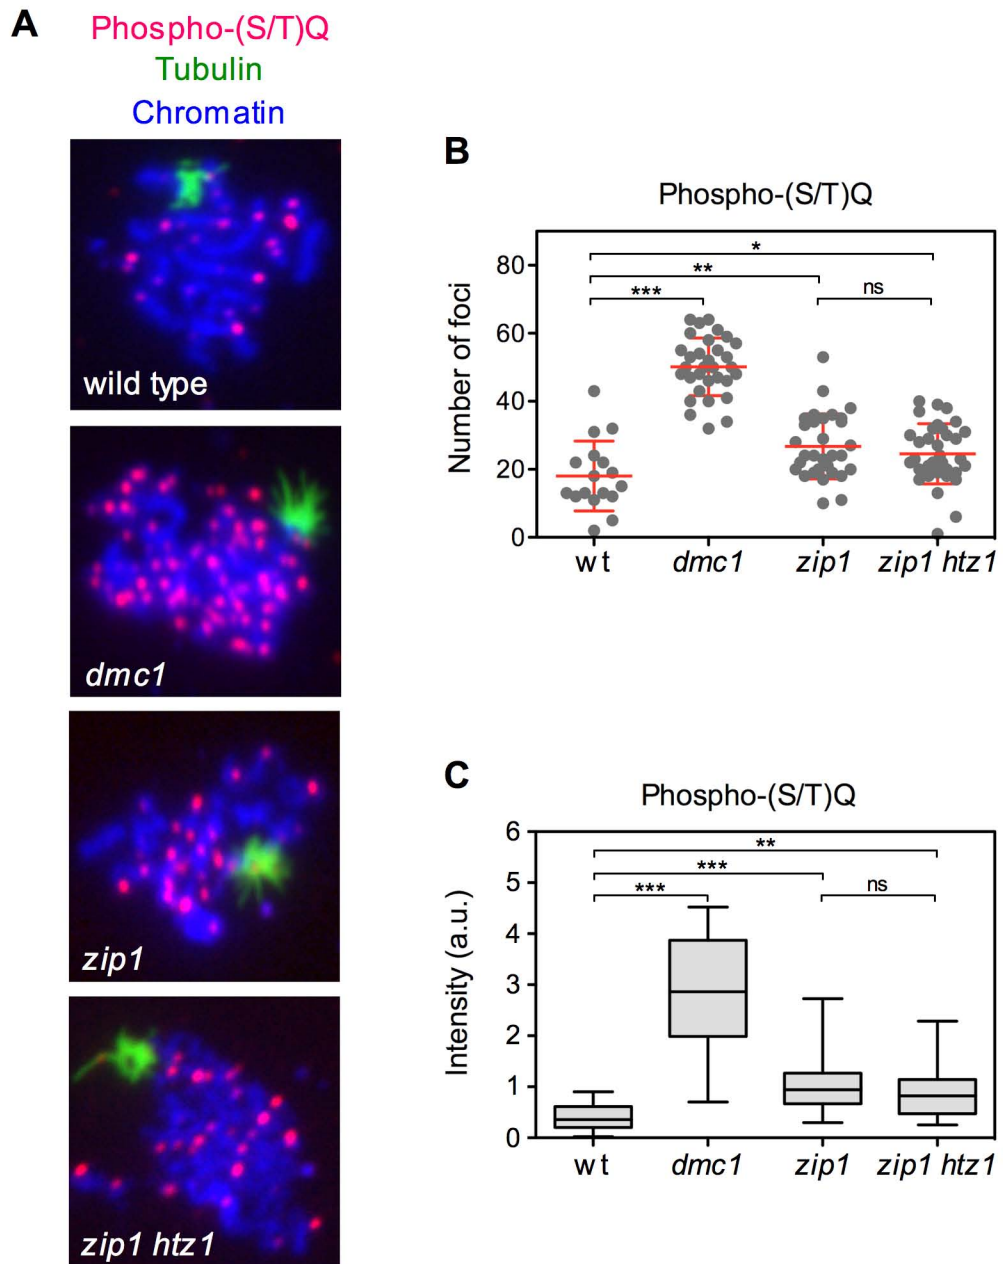 A
Phospho-(S/T)Q
Tubulin
Chromatin
wild type
dmc1
zip1
zip1 htz1
B
Phospho-(S/T)Q
Number of foci
80
60
40
20
0
*
**
***
ns
wt
dmc1
zip1
zip1 htz1
C
Phospho-(S/T)Q
Intensity (a.u.)
6
5
4
3
2
1
0
**
***
***
ns
wt
dmc1
zip1
zip1 htz1